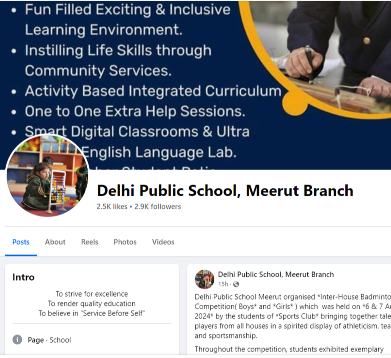 • Fun Filled Exciting & Inclusive
Learning Environment.
• Instilling Life Skills through
Community Services.
• Activity Based Integrated Curriculum
• One to One Extra Help Sessions.
• Smart Digital Classrooms & Ultra
English Language Lab.
Delhi Public School, Meerut Branch
2.5K likes • 2.9K followers
Posts About Reels Photos Videos
Intro
To strive for excellence
To render quality education
To believe in "Service Before Self"
Page · School
Delhi Public School, Meerut Branch
15h ·
Delhi Public School Meerut organised *Inter-House Badminto
Competition( Boys* and *Girls* ) which was held on *6 & 7 A
2024* by the students of *Sports Club* bringing together tale
players from all houses in a spirited display of athleticism, tea
and sportsmanship.
Throughout the competition, students exhibited exemplary